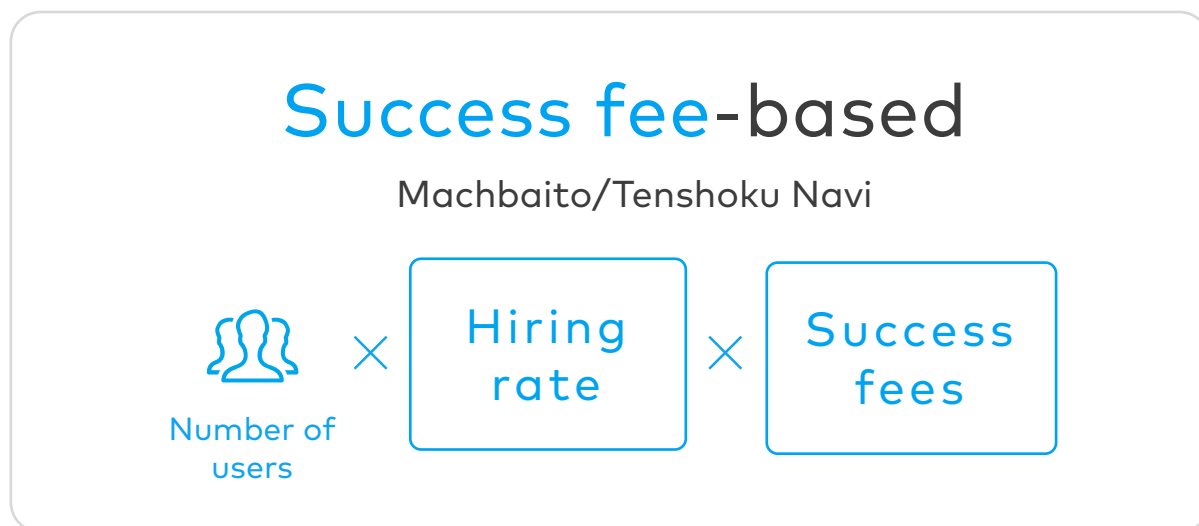 Success fee-based
Machbaito/Tenshoku Navi
Number of
users
×
Hiring
rate
×
Success
fees